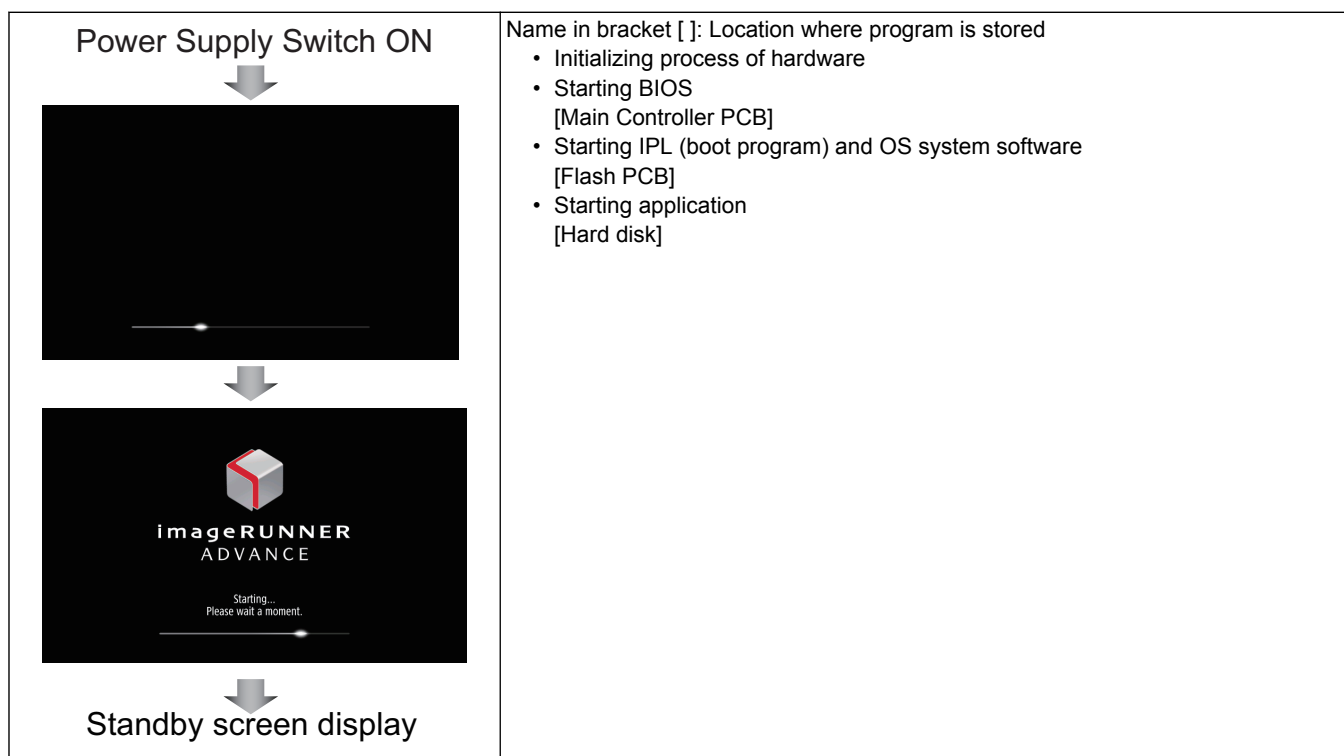 Power Supply Switch ON
imageRUNNER
ADVANCE
Starting...
Please wait a moment.
Standby screen display
Name in bracket [ ]: Location where program is stored
• Initializing process of hardware
• Starting BIOS
[Main Controller PCB]
• Starting IPL (boot program) and OS system software
[Flash PCB]
• Starting application
[Hard disk]